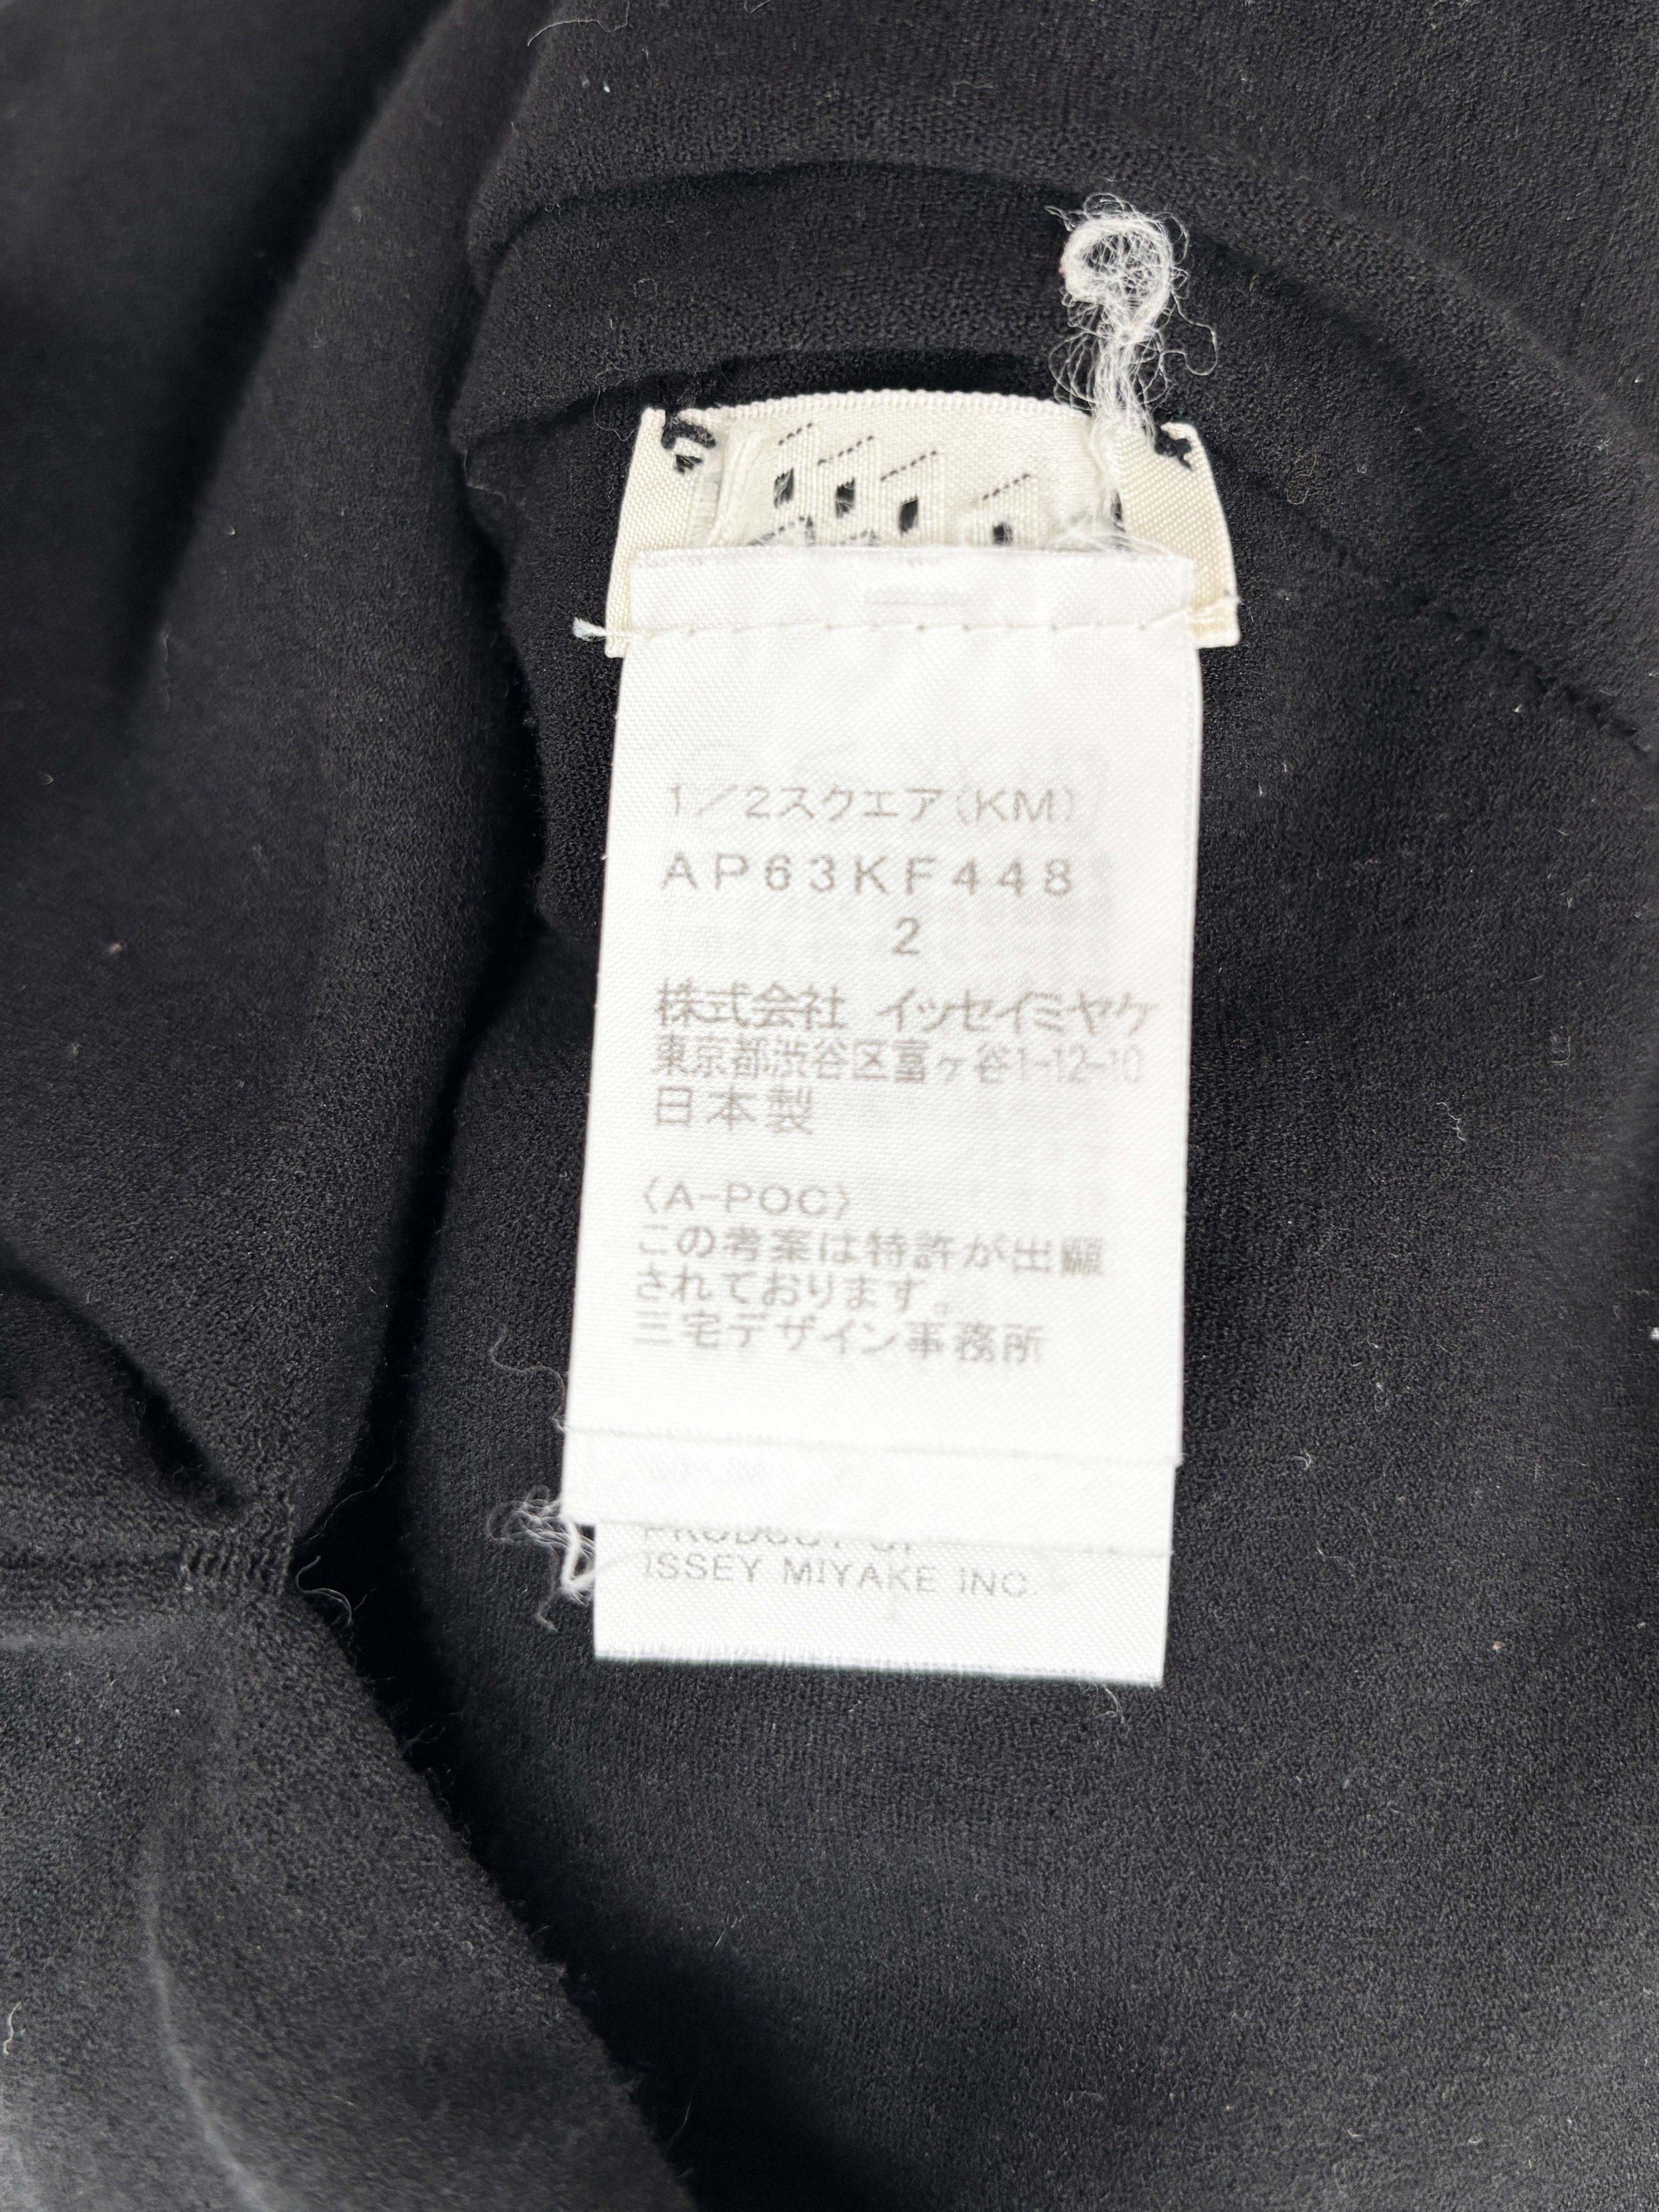 1／2スクエア(KM)
AP63KF448
2
株式会社 イッセイミヤケ
東京都渋谷区富ヶ谷1-12-10
日本製
〈A-POC〉
この考案は特許が出願
されております。
三宅デザイン事務所
PRODUCT OF
ISSEY MIYAKE INC.